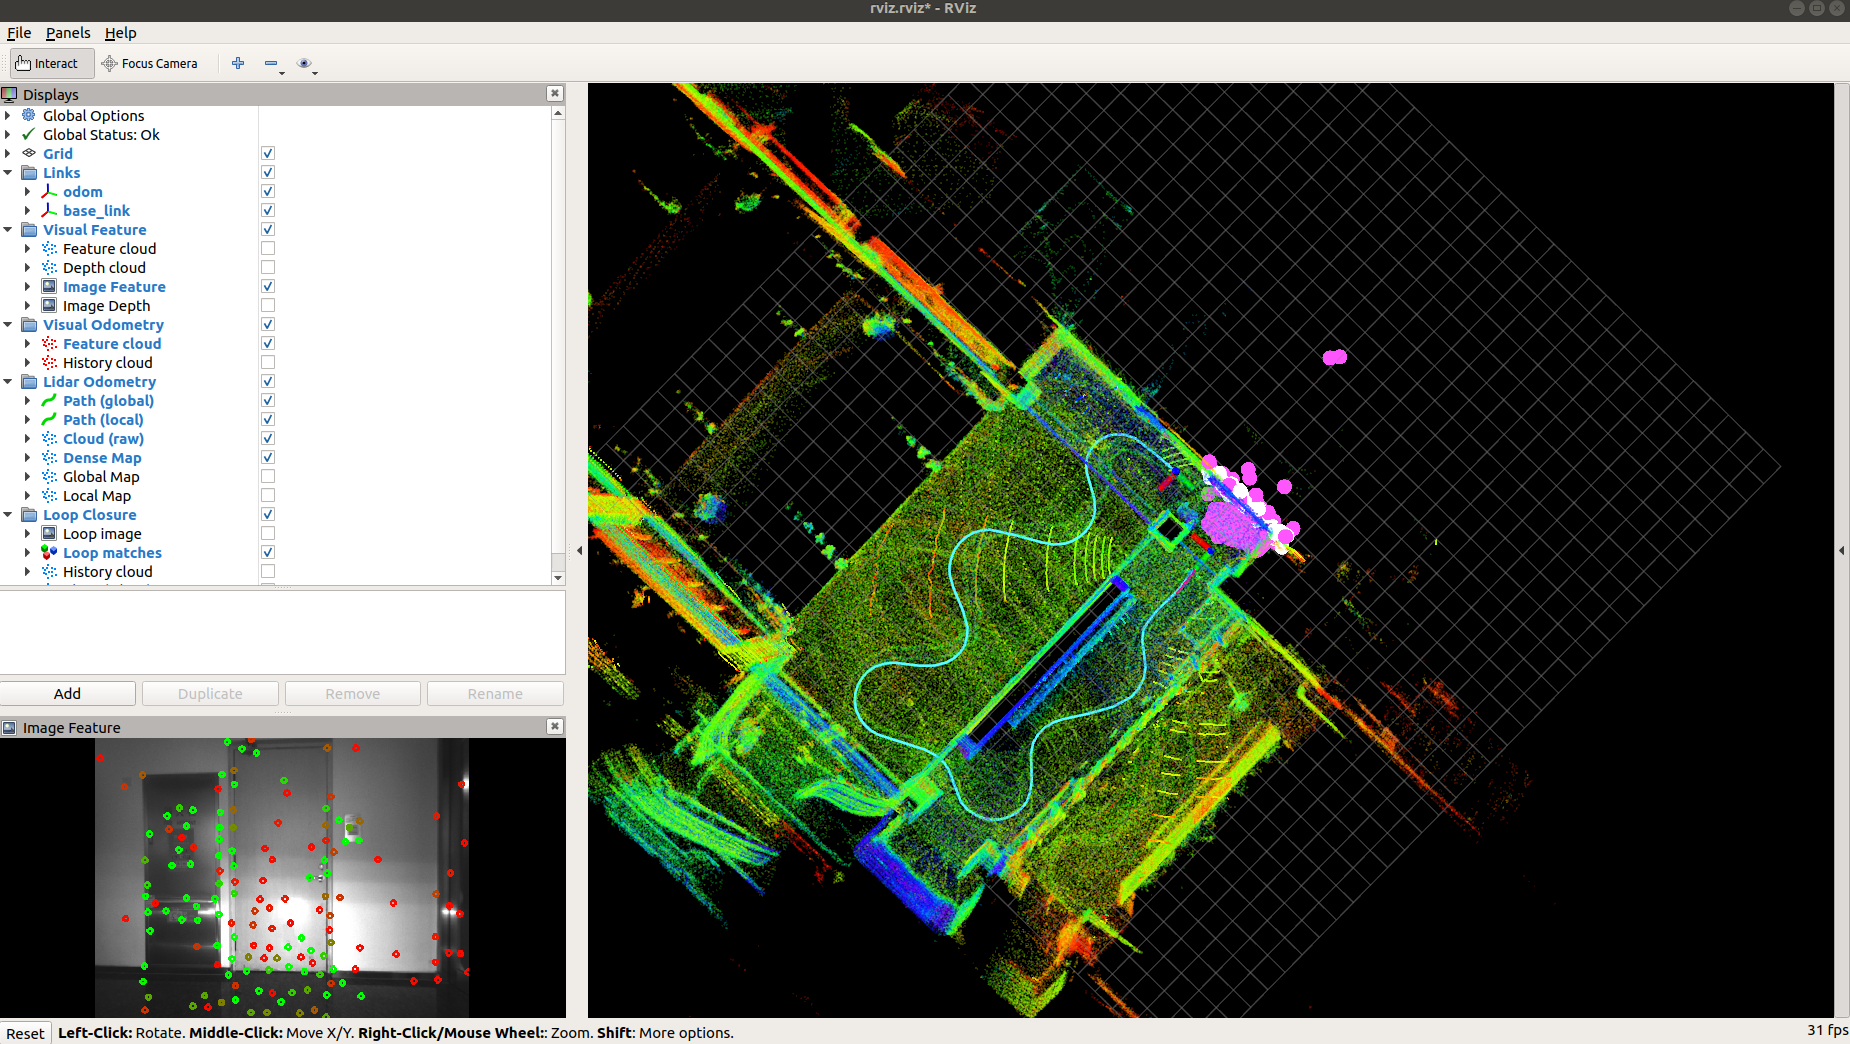 rviz.rviz* - RViz
File Panels Help
Interact Focus Camera
Displays
Global Options
Global Status: Ok
Grid
Links
odom
base_link
Visual Feature
Feature cloud
Depth cloud
Image Feature
Image Depth
Visual Odometry
Feature cloud
History cloud
Lidar Odometry
Path (global)
Path (local)
Cloud (raw)
Dense Map
Global Map
Local Map
Loop Closure
Loop image
Loop matches
History cloud
Add Duplicate Remove Rename
Image Feature
Reset Left-Click: Rotate. Middle-Click: Move X/Y. Right-Click/Mouse Wheel:: Zoom. Shift: More options. 31 fps